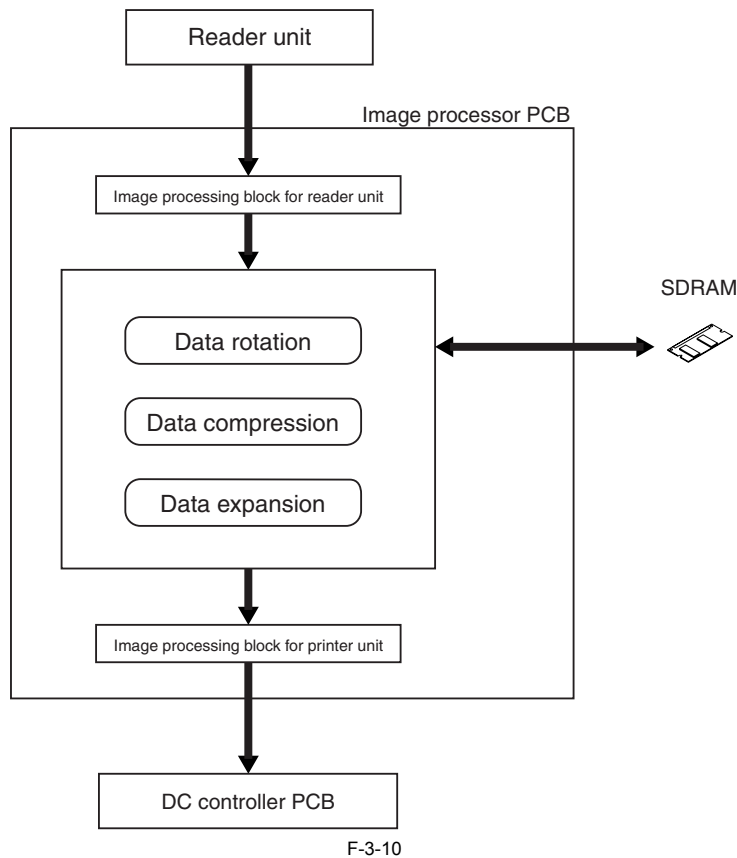 Reader unit
Image processor PCB
Image processing block for reader unit
SDRAM
Data rotation
Data compression
Data expansion
Image processing block for printer unit
DC controller PCB
F-3-10